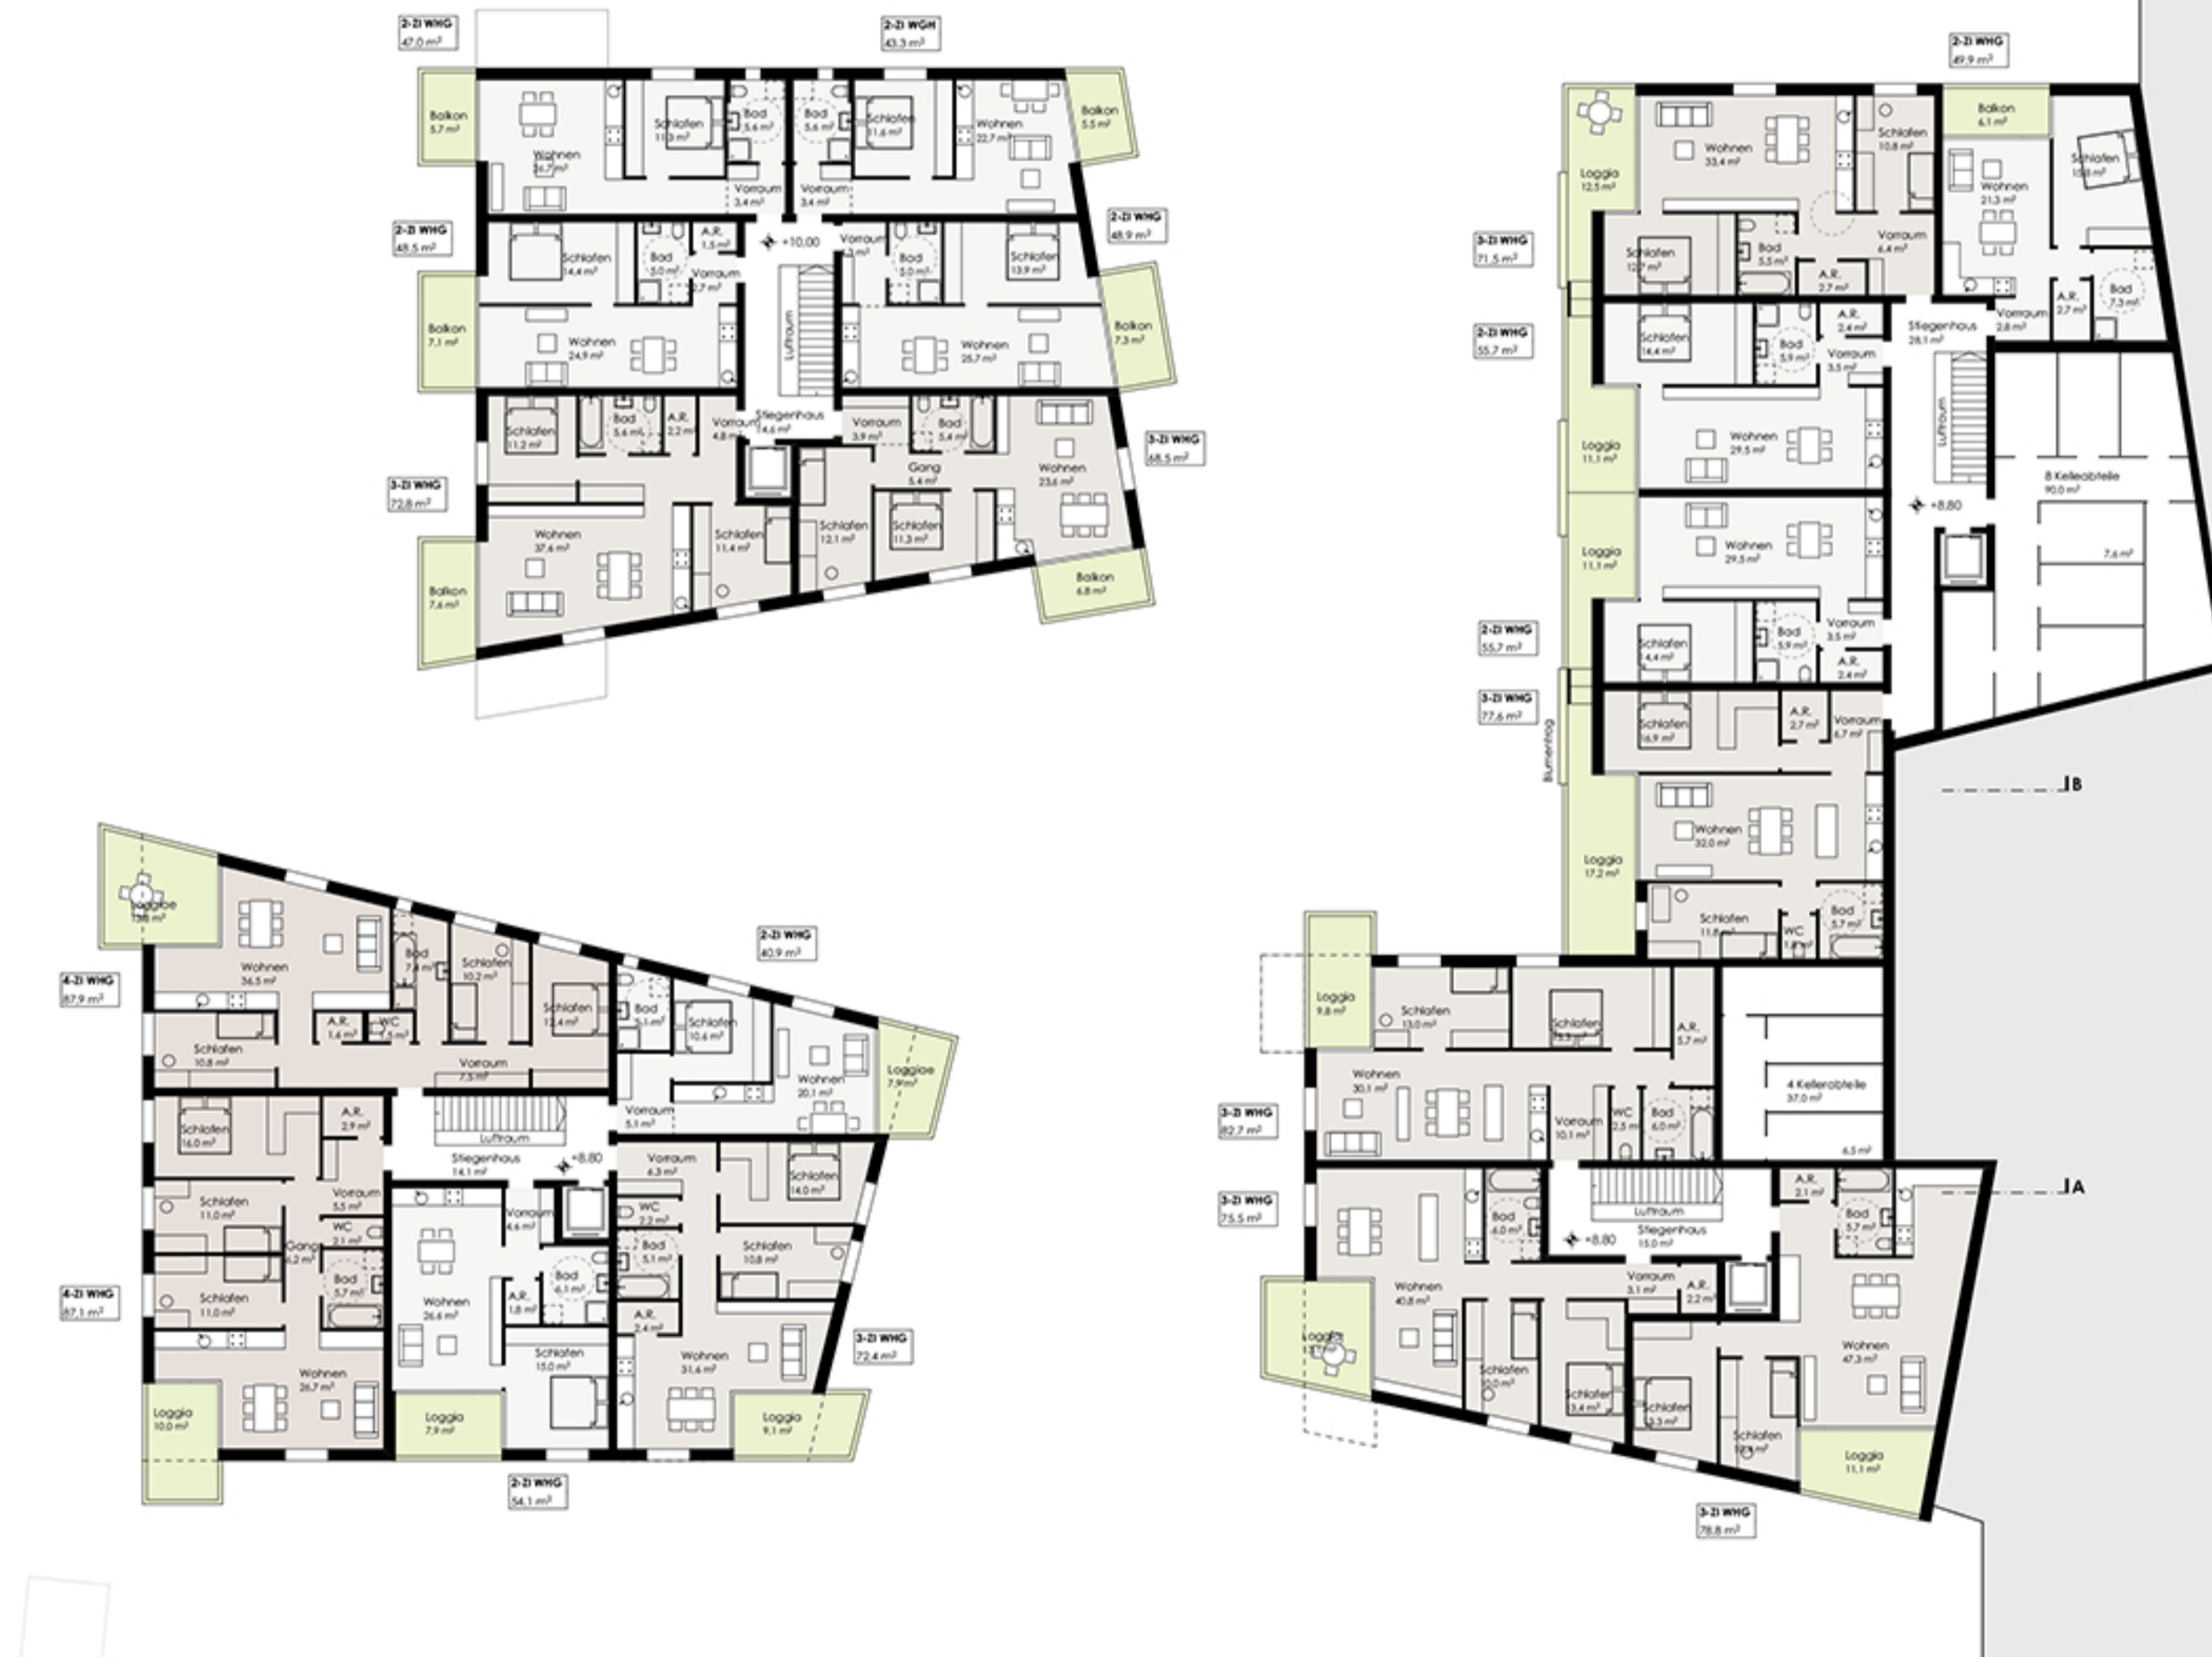 2-ZI WHG
47.0 m²
2-ZI WGH
43.3 m²
Balkon
5.7 m²
Wohnen
Schlafen
Bad
5.6 m²
Bad
5.6 m²
Schlafen
11.6 m²
Wohnen
22.7 m²
Balkon
5.5 m²
Vorraum
3.4 m²
Vorraum
3.4 m²
2-ZI WHG
48.5 m²
2-ZI WHG
48.9 m²
Schlafen
14.4 m²
Bad
5.0 m²
A.R.
1.5 m²
Vorraum
2.7 m²
+10,00
Vorraum
Bad
5.0 m²
Schlafen
13.9 m²
Balkon
7.1 m²
Wohnen
24.9 m²
Luftraum
Wohnen
25.7 m²
Balkon
7.3 m²
Schlafen
11.2 m²
Bad
5.6 m²
A.R.
2.2 m²
Vorraum
4.8 m²
Stiegenhaus
14.6 m²
Vorraum
3.9 m²
Bad
5.4 m²
Gang
5.4 m²
Wohnen
23.6 m²
3-ZI WHG
68.5 m²
3-ZI WHG
72.8 m²
Wohnen
37.6 m²
Schlafen
11.4 m²
Schlafen
12.1 m²
Schlafen
11.3 m²
Balkon
7.6 m²
Balkon
6.8 m²
2-ZI WHG
49.9 m²
Loggia
12.5 m²
Wohnen
33.4 m²
Schlafen
10.8 m²
Balkon
6.1 m²
Wohnen
21.3 m²
Schlafen
3-ZI WHG
71.5 m²
Schlafen
Bad
5.5 m²
Vorraum
6.4 m²
A.R.
2.7 m²
Bad
7.3 m²
A.R.
2.7 m²
Vorraum
2.8 m²
2-ZI WHG
55.7 m²
Schlafen
14.4 m²
Bad
5.9 m²
A.R.
2.4 m²
Vorraum
3.5 m²
Stiegenhaus
28.1 m²
Luftraum
Loggia
11.1 m²
Wohnen
29.5 m²
8 Kelleabteile
90.0 m²
+8.80
Loggia
11.1 m²
Wohnen
29.5 m²
7.6 m²
2-ZI WHG
55.7 m²
Schlafen
14.4 m²
Bad
5.9 m²
Vorraum
3.5 m²
A.R.
2.4 m²
3-ZI WHG
77.6 m²
Schlafen
16.9 m²
A.R.
2.7 m²
Vorraum
6.7 m²
Blumentrog
B
Wohnen
32.0 m²
Loggia
17.2 m²
Schlafen
WC
Bad
5.7 m²
Wohnen
36.5 m²
Bad
Schlafen
10.2 m²
Schlafen
12.4 m²
4-ZI WHG
87.9 m²
2-ZI WHG
40.9 m²
A.R.
1.6 m²
WC
Schlafen
10.8 m²
Vorraum
7.5 m²
Bad
5.1 m²
Schlafen
10.6 m²
Wohnen
20.1 m²
Vorraum
5.1 m²
Loggiae
7.9 m²
Schlafen
16.0 m²
A.R.
2.9 m²
Luftraum
Stiegenhaus
14.1 m²
+8.80
Vorraum
6.3 m²
Schlafen
14.0 m²
Schlafen
11.0 m²
Vorraum
5.5 m²
WC
2.1 m²
Vorraum
4.6 m²
WC
2.2 m²
Bad
5.1 m²
Schlafen
10.8 m²
Gang
6.2 m²
Bad
5.7 m²
4-ZI WHG
87.1 m²
Schlafen
11.0 m²
Wohnen
26.6 m²
A.R.
1.8 m²
Bad
6.1 m²
A.R.
2.4 m²
Wohnen
31.6 m²
3-ZI WHG
72.4 m²
Wohnen
26.7 m²
Schlafen
15.0 m²
Loggia
10.0 m²
Loggia
7.9 m²
Loggia
9.1 m²
2-ZI WHG
54.1 m²
Loggia
9.8 m²
Schlafen
13.0 m²
Schlafen
A.R.
5.7 m²
Wohnen
30.1 m²
4 Kellerabteile
37.0 m²
3-ZI WHG
82.7 m²
Vorraum
10.1 m²
WC
2.5 m²
Bad
6.0 m²
6.5 m²
3-ZI WHG
75.5 m²
Bad
6.0 m²
Luftraum
Stiegenhaus
15.0 m²
+8.80
A.R.
2.1 m²
Bad
5.7 m²
A
Wohnen
40.8 m²
Vorraum
3.1 m²
A.R.
2.2 m²
Loggia
Schlafen
Schlafen
Schlafen
Schlafen
Wohnen
47.3 m²
Loggia
11.1 m²
3-ZI WHG
78.8 m²